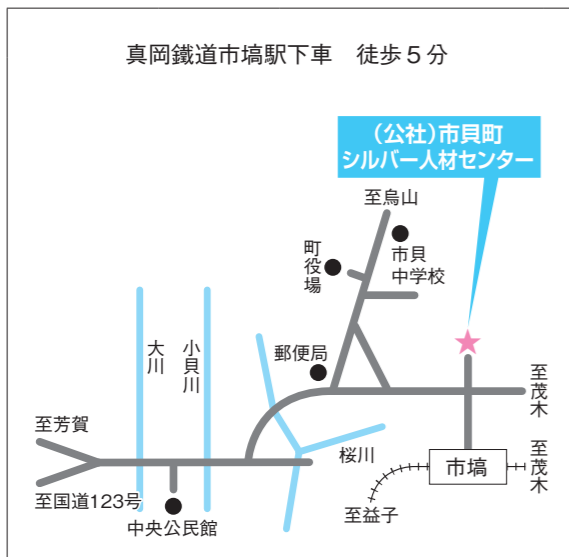 真岡鐵道市塙駅下車　徒歩５分
（公社）市貝町
シルバー人材センター
至烏山
市貝
中学校
町役場
郵便局
大川
小貝川
至茂木
至芳賀
桜川
市塙
至茂木
至国道123号
至益子
中央公民館